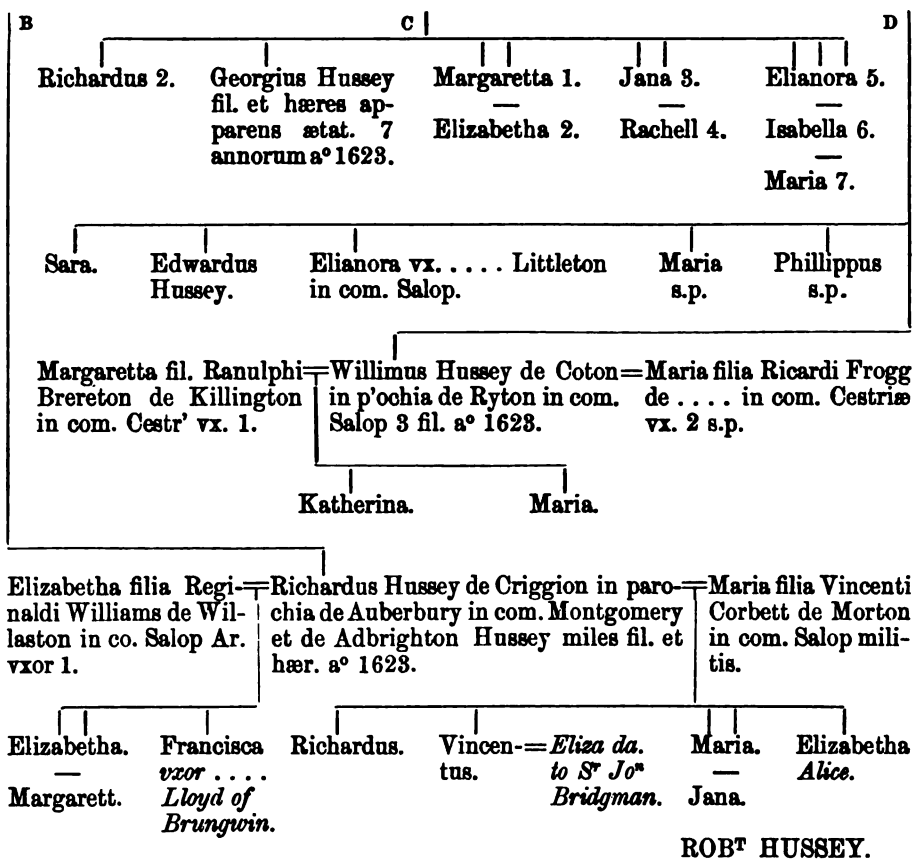 B C D
Richardus 2. Georgius Hussey Margaretta 1. Jana 3. Elianora 5.
fil. et hæres ap- — — —
parens ætat. 7 Elizabetha 2. Rachell 4. Isabella 6.
annorum aº 1623. —
Maria 7.
Sara. Edwardus Elianora vx. . . . . . Littleton Maria Phillippus
Hussey. in com. Salop. s.p. s.p.
Margaretta fil. Ranulphi=Willimus Hussey de Coton=Maria filia Ricardi Frogg
Brereton de Killington in p'ochia de Ryton in com. de . . . . in com. Cestriæ
in com. Cestr' vx. 1. Salop 3 fil. aº 1623. vx. 2 s.p.
Katherina. Maria.
Elizabetha filia Regi-=Richardus Hussey de Criggion in paro-=Maria filia Vincenti
naldi Williams de Wil- chia de Auberbury in com. Montgomery Corbett de Morton
laston in co. Salop Ar. et de Adbrighton Hussey miles fil. et in com. Salop mili-
vxor 1. hær. aº 1623. tis.
Elizabetha. Francisca Richardus. Vincen-=Eliza da. Maria. Elizabetha
— vxor . . . . tus. to Sʳ Joⁿ — Alice.
Margarett. Lloyd of Bridgman. Jana.
Brungwin.
ROBᵀ HUSSEY.